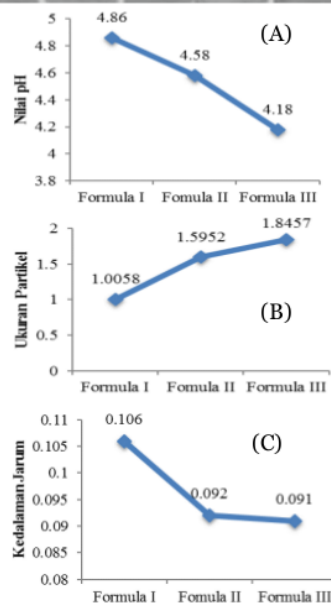 (A)
Nilai pH
5
4.8
4.6
4.4
4.2
4
3.8
4.86
4.58
4.18
Formula I
Fomula II
Formula III
(B)
Ukuran Partikel
2
1.5
1
0.5
0
1.0058
1.5952
1.8457
Formula I
Fomula II
Formula III
(C)
Kedalaman Jarum
0.11
0.105
0.1
0.095
0.09
0.085
0.08
0.106
0.092
0.091
Formula I
Fomula II
Formula III